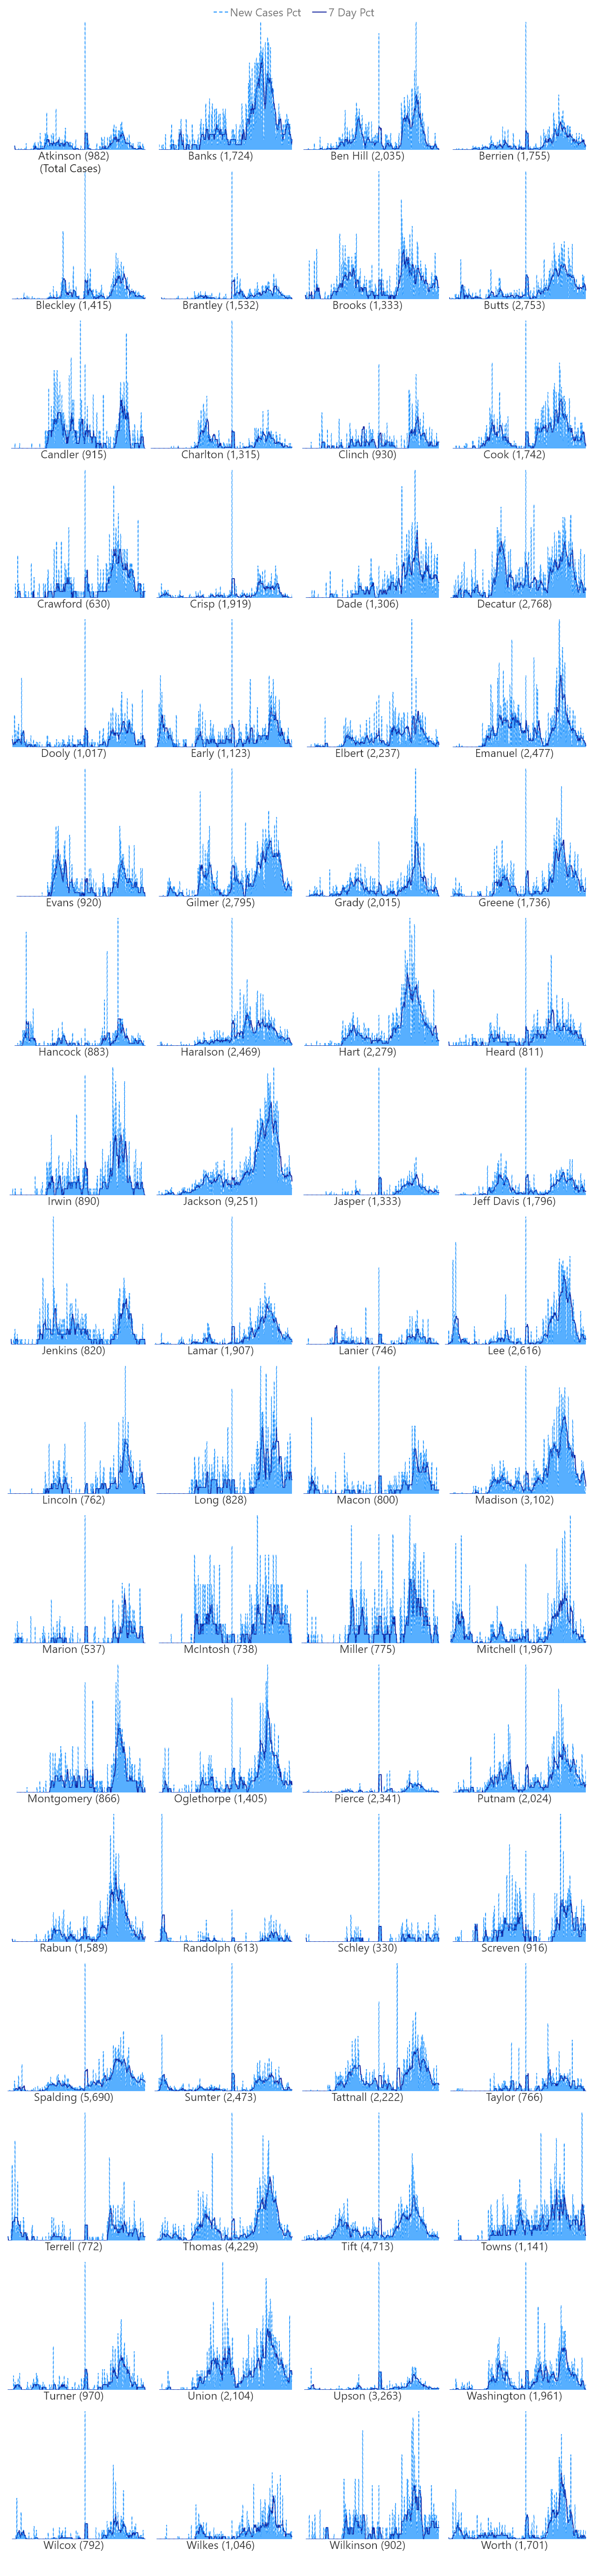 New Cases Pct 7 Day Pct
Atkinson (982) Banks (1,724) Ben Hill (2,035) Berrien (1,755)
(Total Cases)
Bleckley (1,415) Brantley (1,532) Brooks (1,333) Butts (2,753)
Candler (915) Charlton (1,315) Clinch (930) Cook (1,742)
Crawford (630) Crisp (1,919) Dade (1,306) Decatur (2,768)
Dooly (1,017) Early (1,123) Elbert (2,237) Emanuel (2,477)
Evans (920) Gilmer (2,795) Grady (2,015) Greene (1,736)
Hancock (883) Haralson (2,469) Hart (2,279) Heard (811)
Irwin (890) Jackson (9,251) Jasper (1,333) Jeff Davis (1,796)
Jenkins (820) Lamar (1,907) Lanier (746) Lee (2,616)
Lincoln (762) Long (828) Macon (800) Madison (3,102)
Marion (537) McIntosh (738) Miller (775) Mitchell (1,967)
Montgomery (866) Oglethorpe (1,405) Pierce (2,341) Putnam (2,024)
Rabun (1,589) Randolph (613) Schley (330) Screven (916)
Spalding (5,690) Sumter (2,473) Tattnall (2,222) Taylor (766)
Terrell (772) Thomas (4,229) Tift (4,713) Towns (1,141)
Turner (970) Union (2,104) Upson (3,263) Washington (1,961)
Wilcox (792) Wilkes (1,046) Wilkinson (902) Worth (1,701)